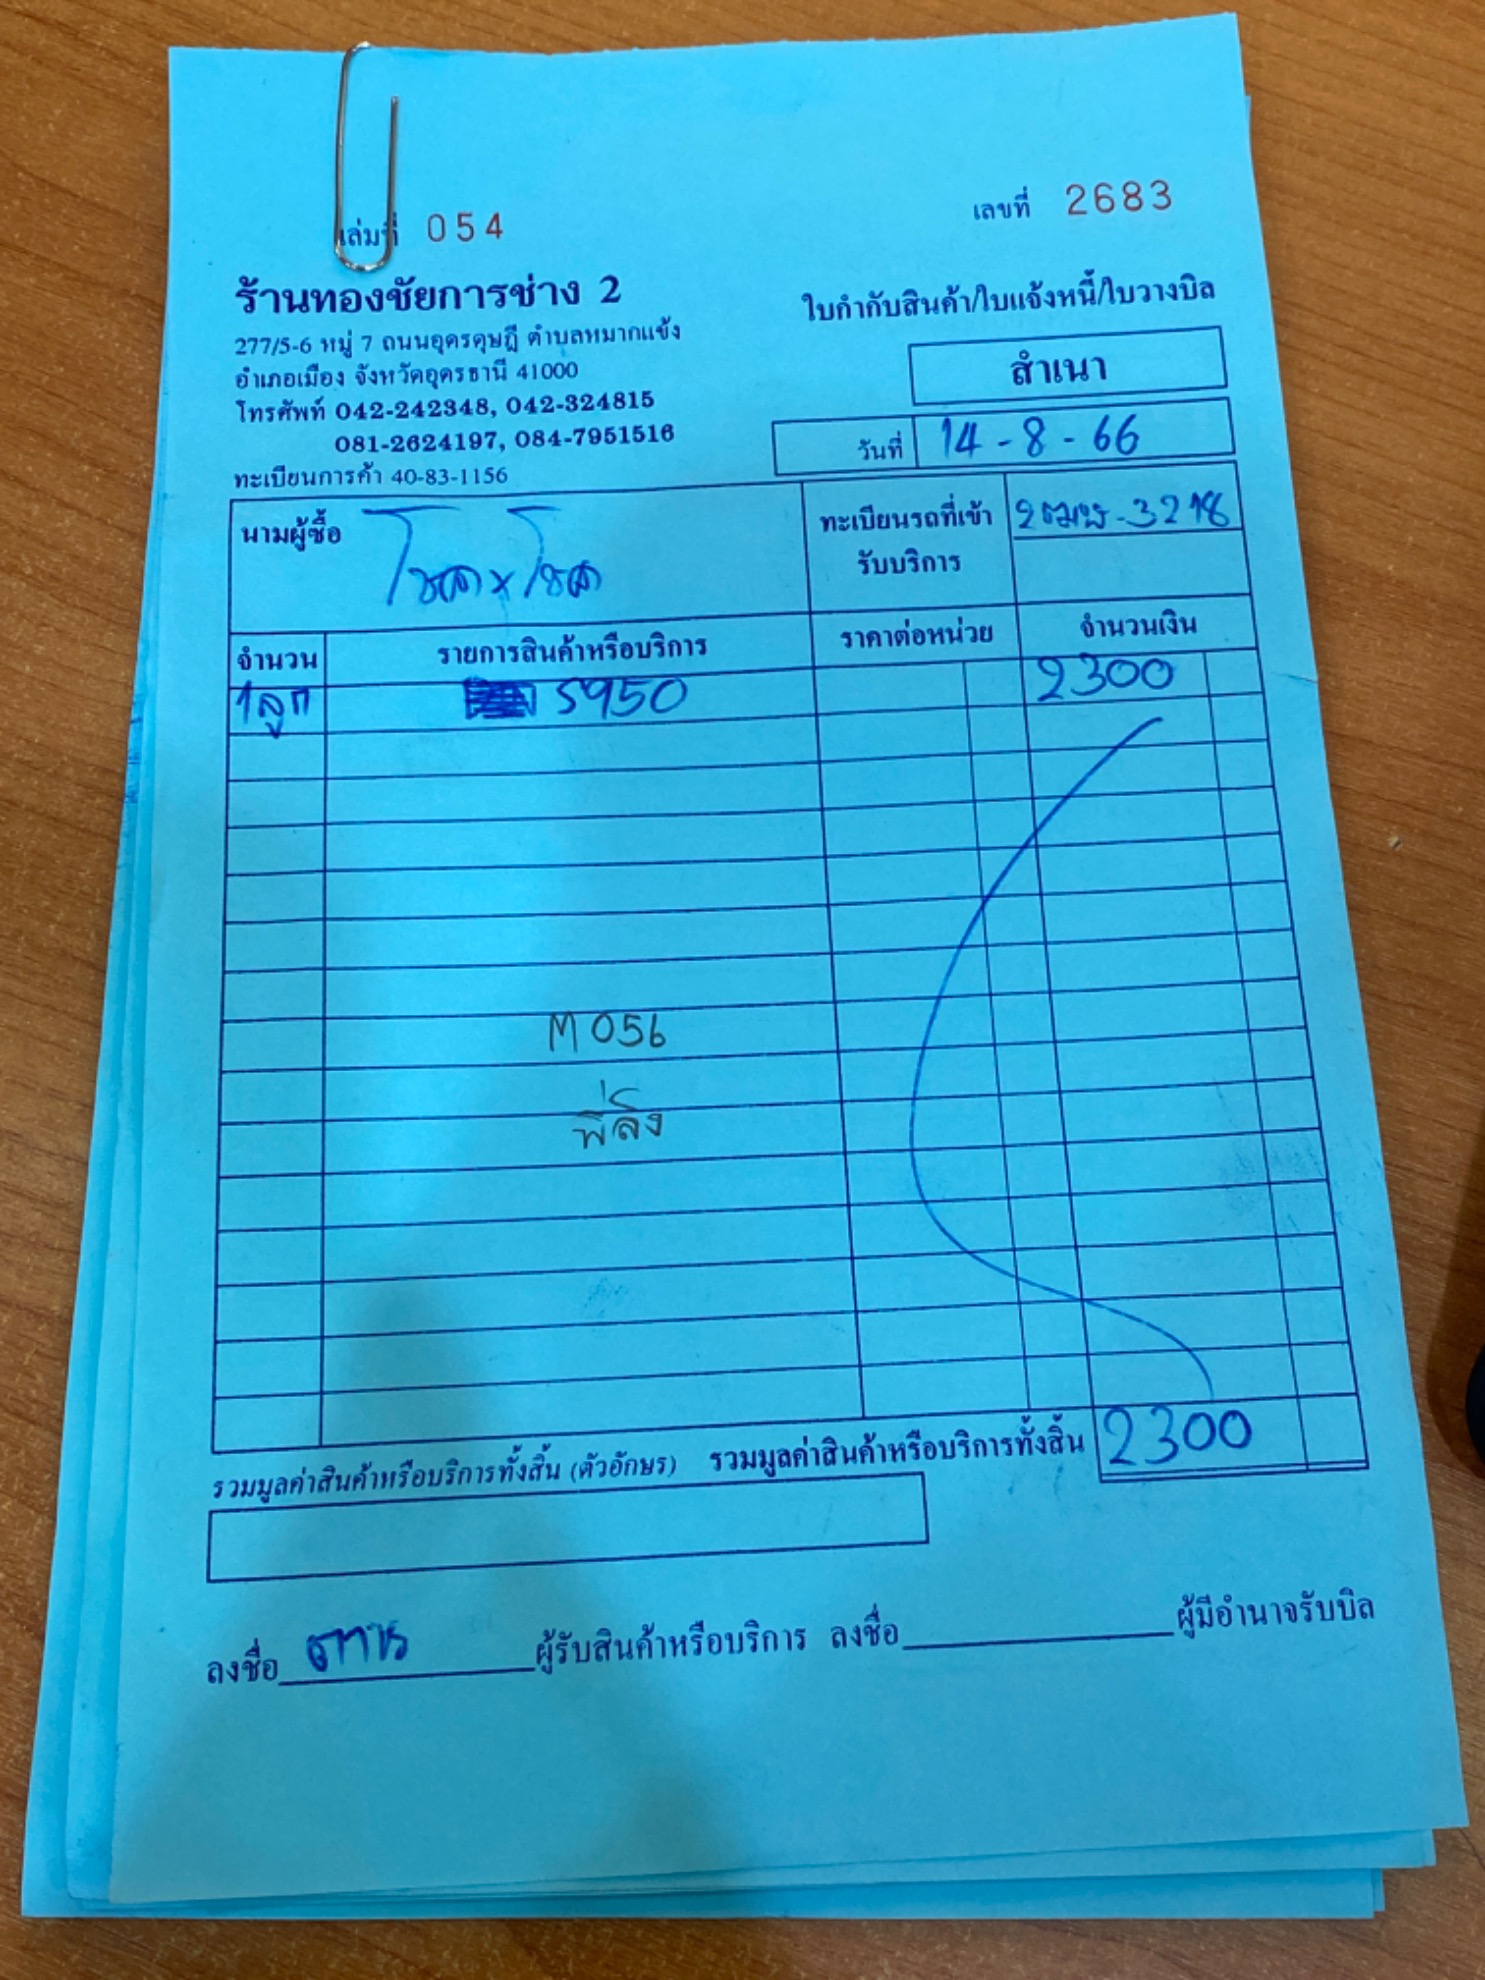 เล่มที่ 054
เลขที่ 2683
ร้านทองชัยการช่าง 2
ใบกำกับสินค้า/ใบแจ้งหนี้/ใบวางบิล
277/5-6 หมู่ 7 ถนนอุดรดุษฎี ตำบลหมากแข้ง
อำเภอเมือง จังหวัดอุดรธานี 41000
สำเนา
โทรศัพท์ 042-242348, 042-324815
081-2624197, 084-7951516
วันที่ 14-8-66
ทะเบียนการค้า 40-83-1156
นามผู้ซื้อ
ทะเบียนรถที่เข้า
รับบริการ
จำนวน รายการสินค้าหรือบริการ ราคาต่อหน่วย จำนวนเงิน
1ลูก 5950 2300
M056
รวมมูลค่าสินค้าหรือบริการทั้งสิ้น (ตัวอักษร) รวมมูลค่าสินค้าหรือบริการทั้งสิ้น 2300
ลงชื่อ ผู้รับสินค้าหรือบริการ ลงชื่อ ผู้มีอำนาจรับบิล